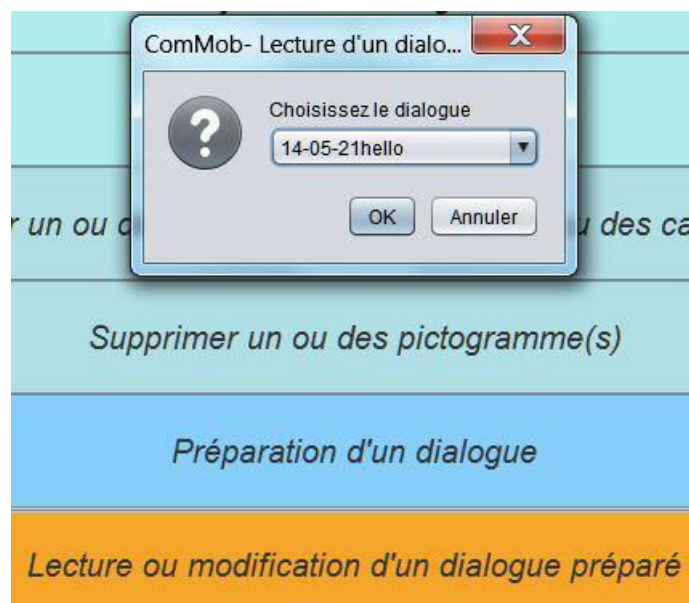 ComMob- Lecture d'un dialo...
Choisissez le dialogue
14-05-21hello
OK Annuler
r un ou d
u des ca
Supprimer un ou des pictogramme(s)
Préparation d'un dialogue
Lecture ou modification d'un dialogue préparé